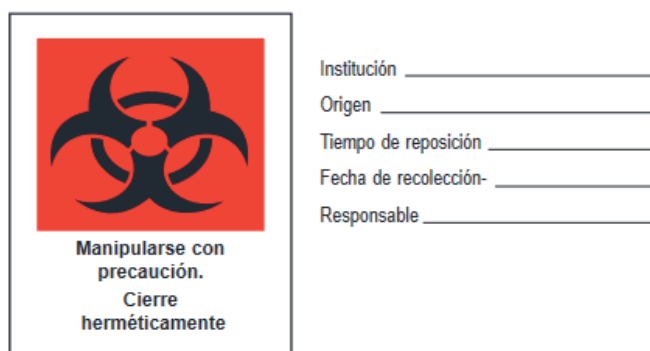 Manipularse con
precaución.
Cierre
herméticamente
Institución
Origen
Tiempo de reposición
Fecha de recolección-
Responsable